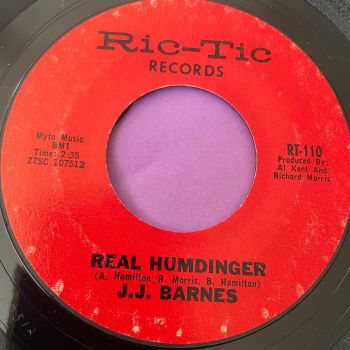 Ric-Tic
RECORDS
Myto Music
BMI
Time: 2:35
ZTSC 107512
RT-110
Produced By:
Al Kent And
Richard Morris.
REAL HUMDINGER
(A. Hamilton, R. Morris, B. Hamilton)
J.J. BARNES